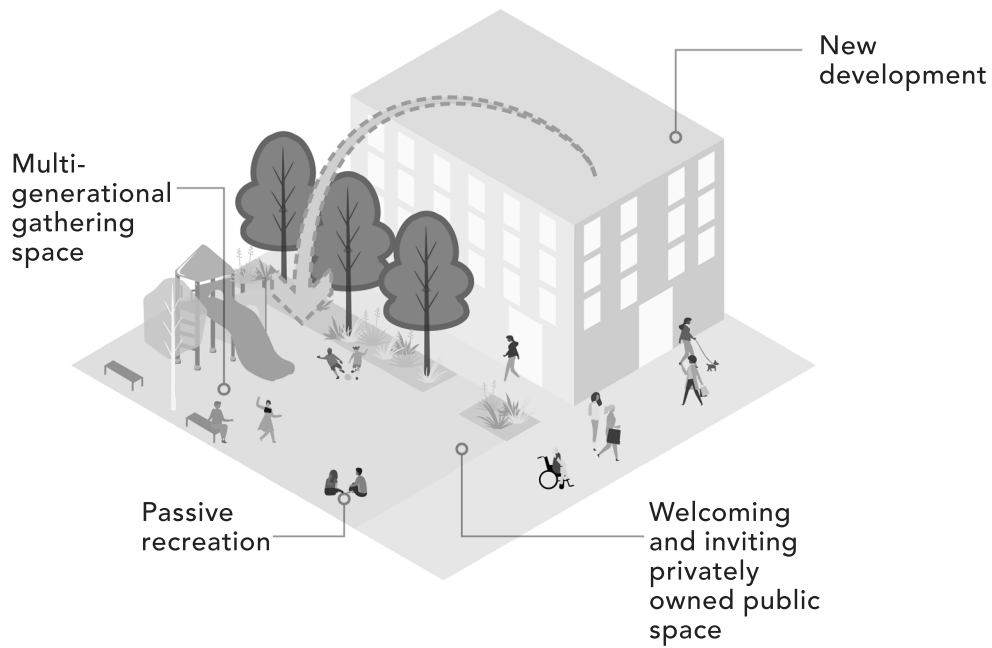 New
development
Multi-
generational
gathering
space
Passive
recreation
Welcoming
and inviting
privately
owned public
space